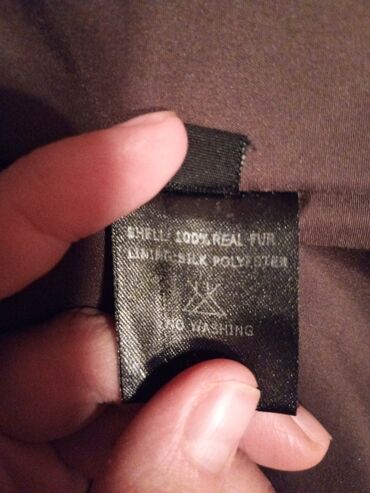 SHELL: 100% REAL FUR
LINING: SILK POLYESTER
NO WASHING